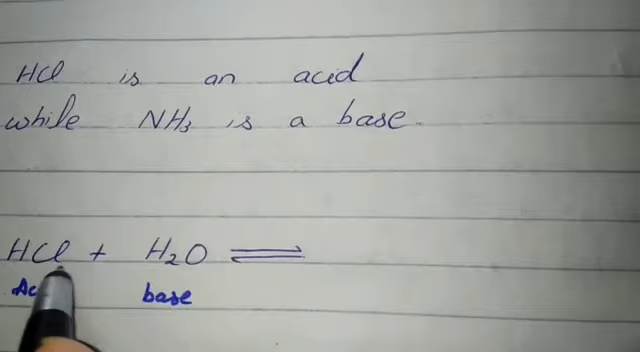 HCl is an acid
while NH₃ is a base.
HCl + H₂O ⇌
base